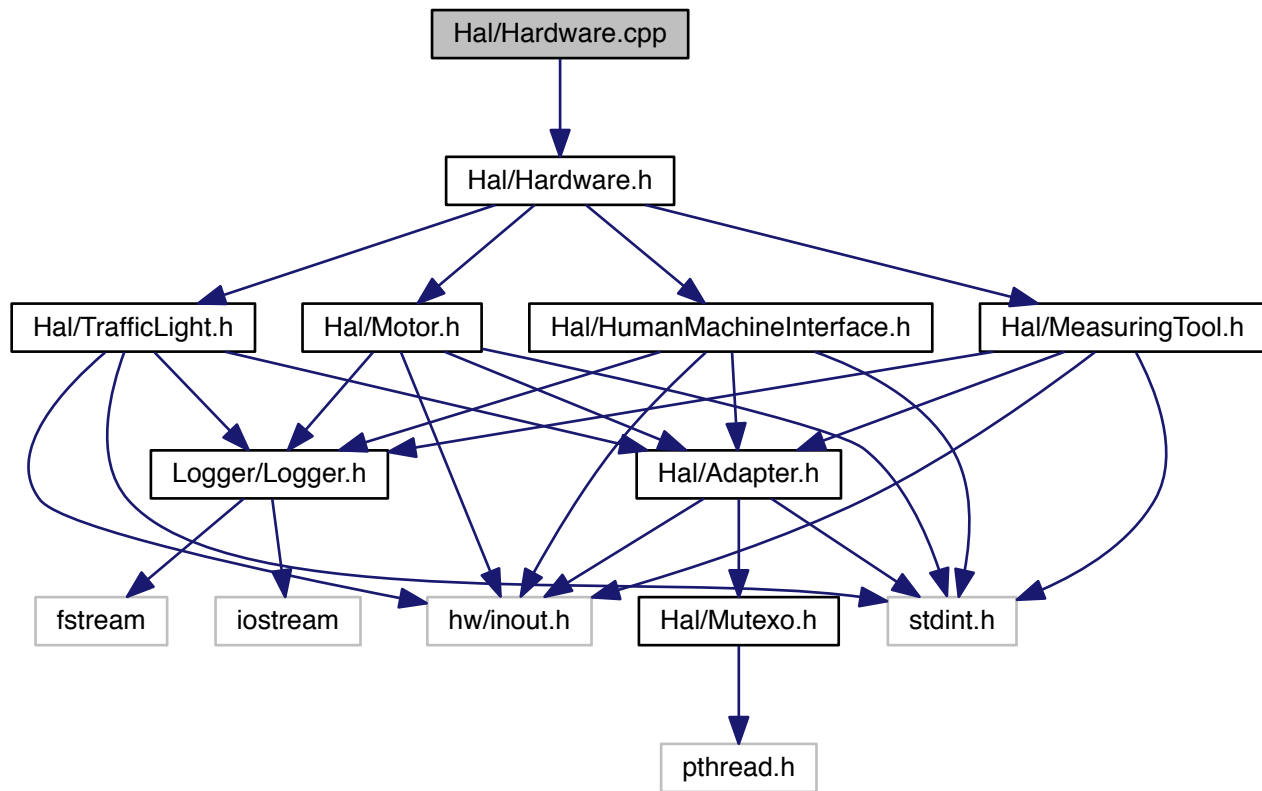 Hal/Hardware.cpp
Hal/Hardware.h
Hal/TrafficLight.h
Hal/Motor.h
Hal/HumanMachineInterface.h
Hal/MeasuringTool.h
Logger/Logger.h
Hal/Adapter.h
fstream
iostream
hw/inout.h
Hal/Mutexo.h
stdint.h
pthread.h